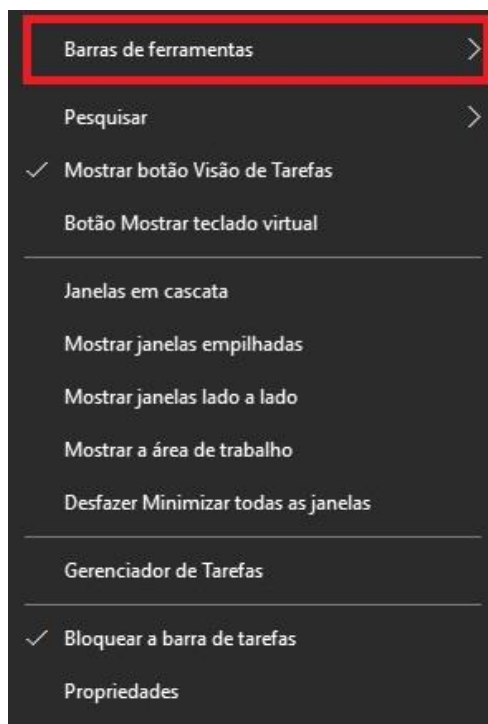 Barras de ferramentas
Pesquisar
Mostrar botão Visão de Tarefas
Botão Mostrar teclado virtual
Janelas em cascata
Mostrar janelas empilhadas
Mostrar janelas lado a lado
Mostrar a área de trabalho
Desfazer Minimizar todas as janelas
Gerenciador de Tarefas
Bloquear a barra de tarefas
Propriedades